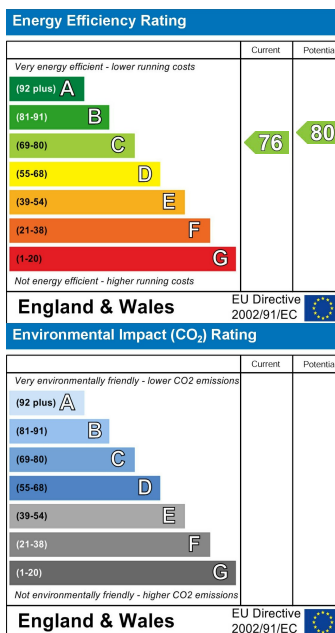 Energy Efficiency Rating
Current Potential
Very energy efficient - lower running costs
(92 plus) A
(81-91) B
(69-80) C
(55-68) D
(39-54) E
(21-38) F
(1-20) G
76 80
Not energy efficient - higher running costs
England & Wales
EU Directive
2002/91/EC
Environmental Impact (CO₂) Rating
Current Potential
Very environmentally friendly - lower CO2 emissions
(92 plus) A
(81-91) B
(69-80) C
(55-68) D
(39-54) E
(21-38) F
(1-20) G
Not environmentally friendly - higher CO2 emissions
England & Wales
EU Directive
2002/91/EC